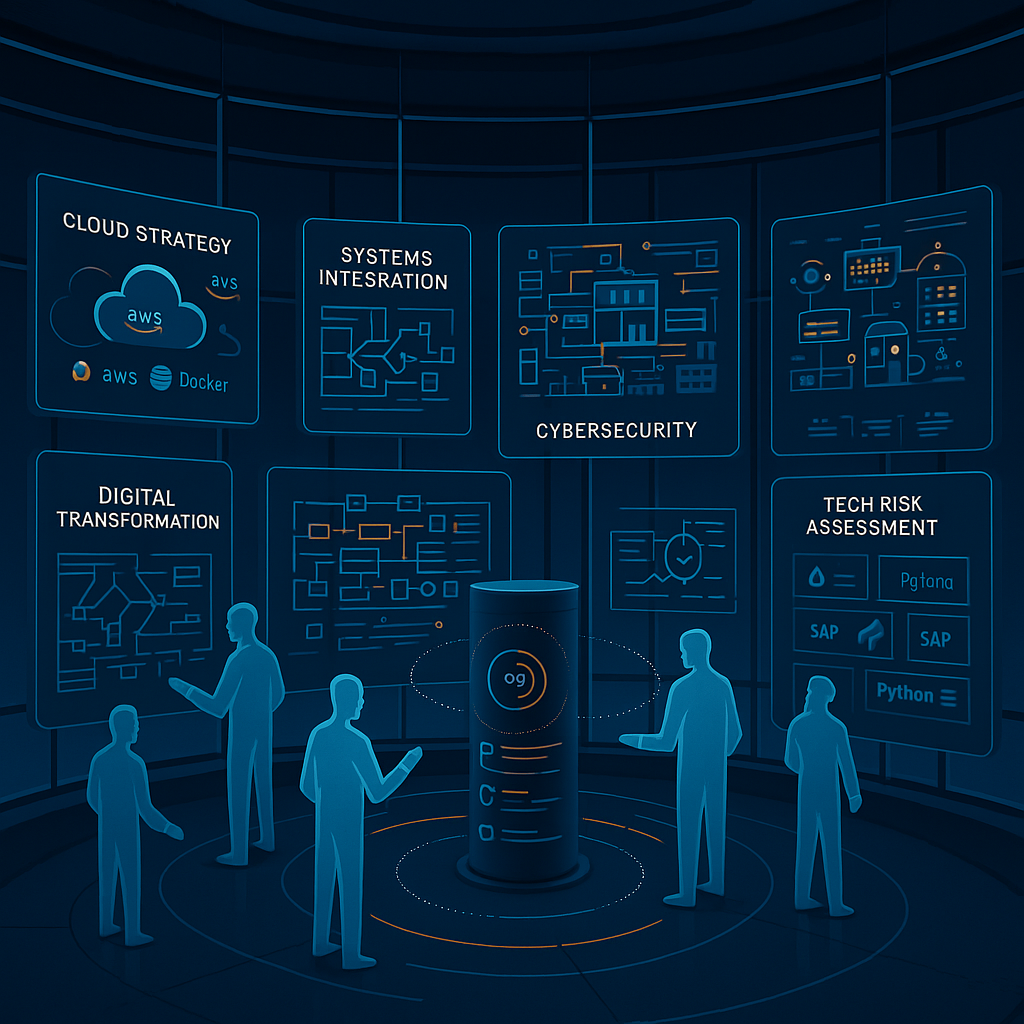 CLOUD STRATEGY
avs
aws
aws
Docker
SYSTEMS
INTESRATION
CYBERSECURITY
DIGITAL
TRANSFORMATION
TECH RISK
ASSESSMENT
Pgtana
SAP
SAP
Python
og